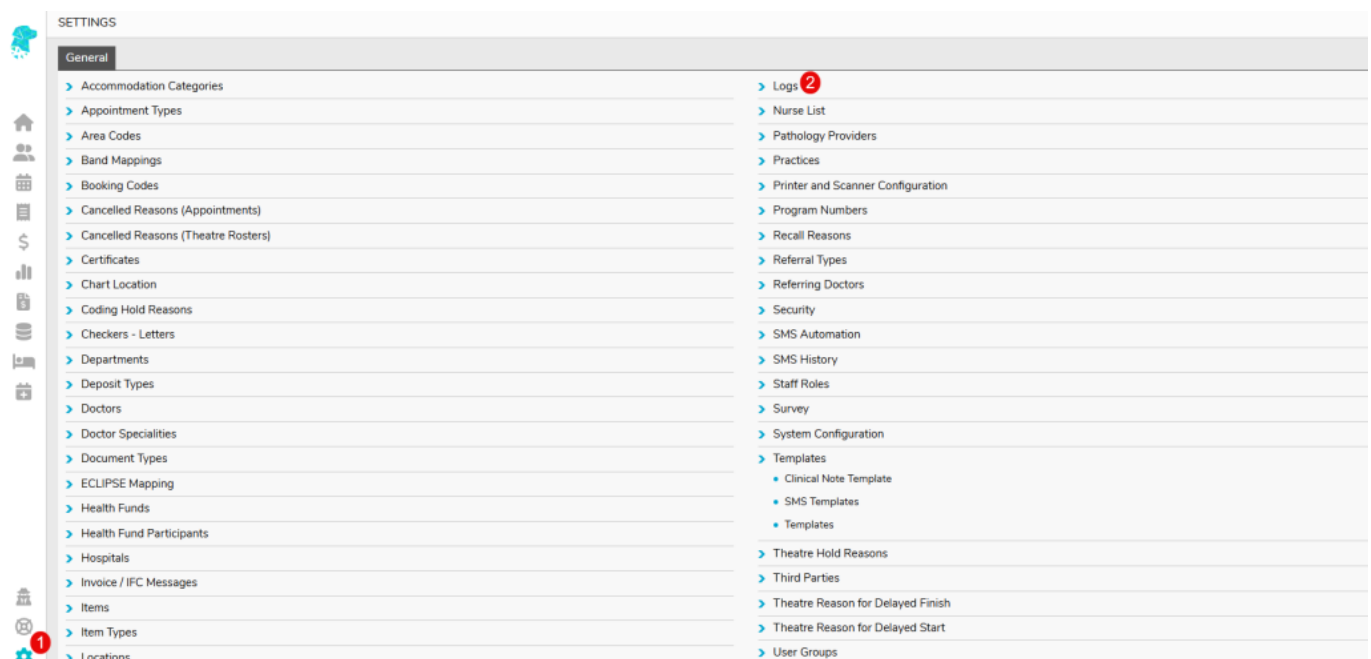 SETTINGS
General
Accommodation Categories
Appointment Types
Area Codes
Band Mappings
Booking Codes
Cancelled Reasons (Appointments)
Cancelled Reasons (Theatre Rosters)
Certificates
Chart Location
Coding Hold Reasons
Checkers - Letters
Departments
Deposit Types
Doctors
Doctor Specialities
Document Types
ECLIPSE Mapping
Health Funds
Health Fund Participants
Hospitals
Invoice / IFC Messages
Items
Item Types
1
Locations
Logs 2
Nurse List
Pathology Providers
Practices
Printer and Scanner Configuration
Program Numbers
Recall Reasons
Referral Types
Referring Doctors
Security
SMS Automation
SMS History
Staff Roles
Survey
System Configuration
Templates
Clinical Note Template
SMS Templates
Templates
Theatre Hold Reasons
Third Parties
Theatre Reason for Delayed Finish
Theatre Reason for Delayed Start
User Groups